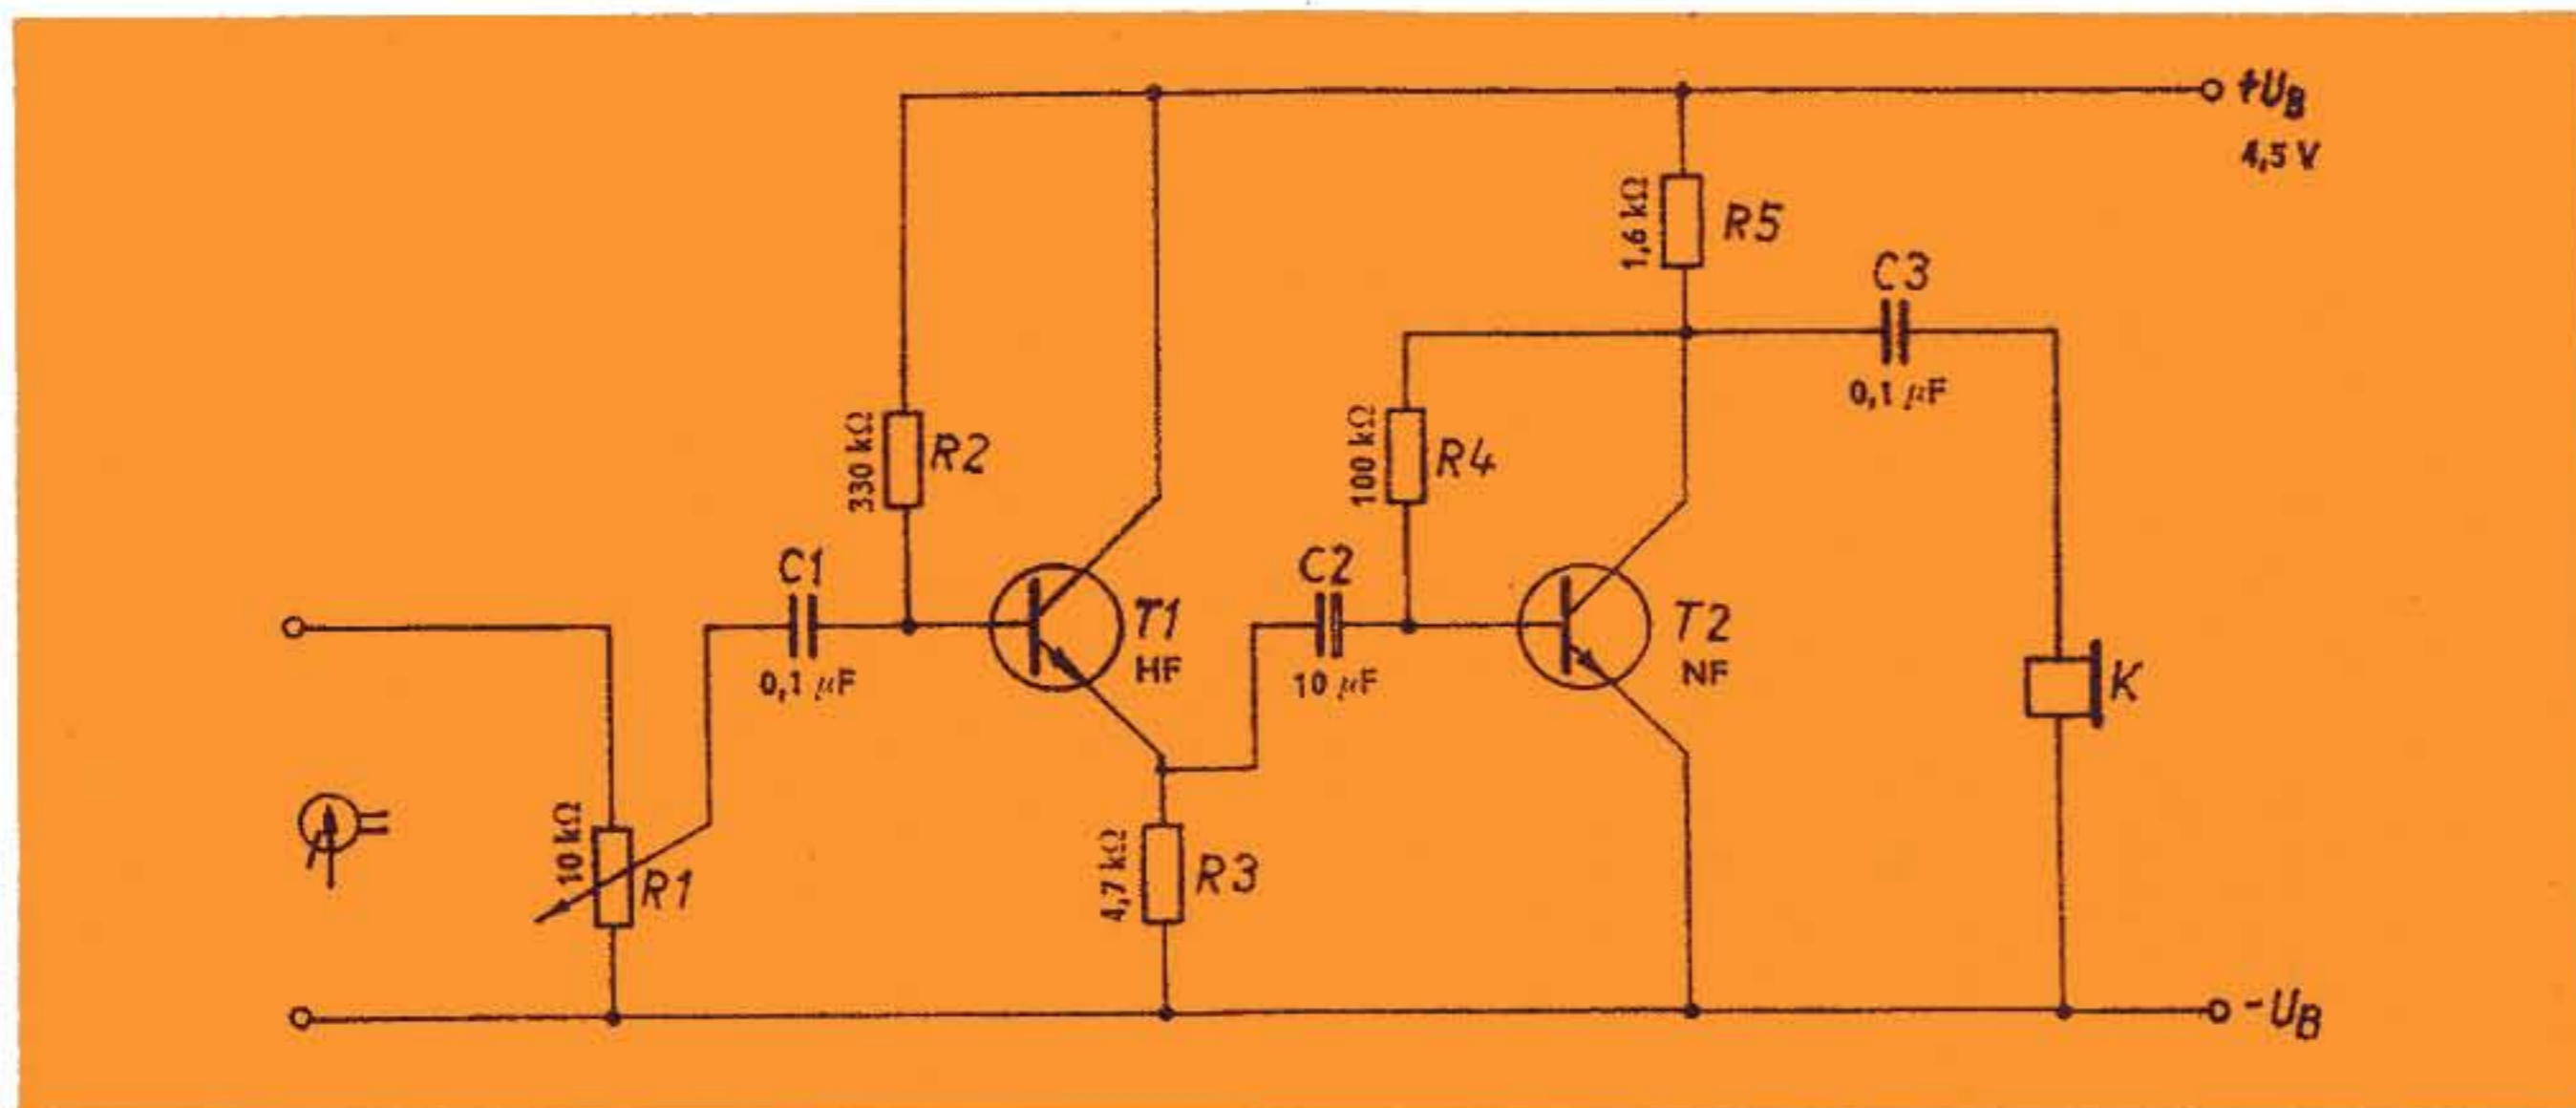 +U_B
4,5 V
1,6 kΩ
R5
C3
0,1 µF
330 kΩ
R2
100 kΩ
R4
C1
0,1 µF
T1
HF
C2
10 µF
T2
NF
K
10 kΩ
R1
4,7 kΩ
R3
-U_B